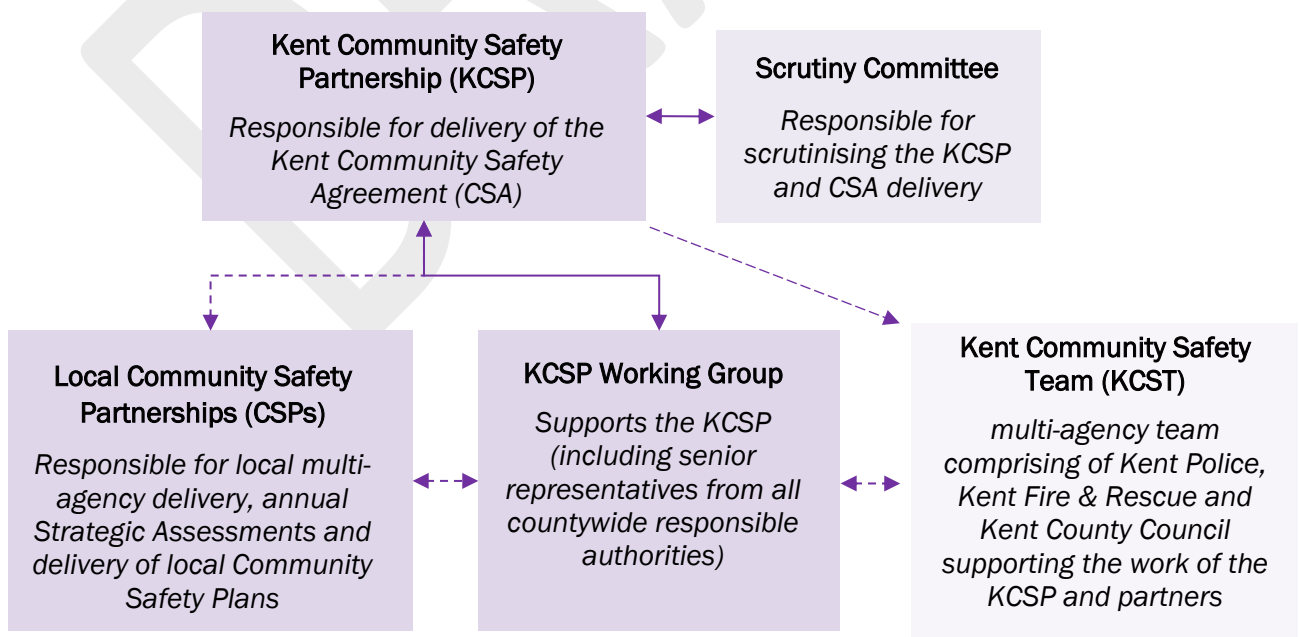 Kent Community Safety
Partnership (KCSP)
Responsible for delivery of the
Kent Community Safety
Agreement (CSA)
Scrutiny Committee
Responsible for
scrutinising the KCSP
and CSA delivery
Local Community Safety
Partnerships (CSPs)
Responsible for local multi-
agency delivery, annual
Strategic Assessments and
delivery of local Community
Safety Plans
KCSP Working Group
Supports the KCSP
(including senior
representatives from all
countywide responsible
authorities)
Kent Community Safety
Team (KCST)
multi-agency team
comprising of Kent Police,
Kent Fire & Rescue and
Kent County Council
supporting the work of the
KCSP and partners